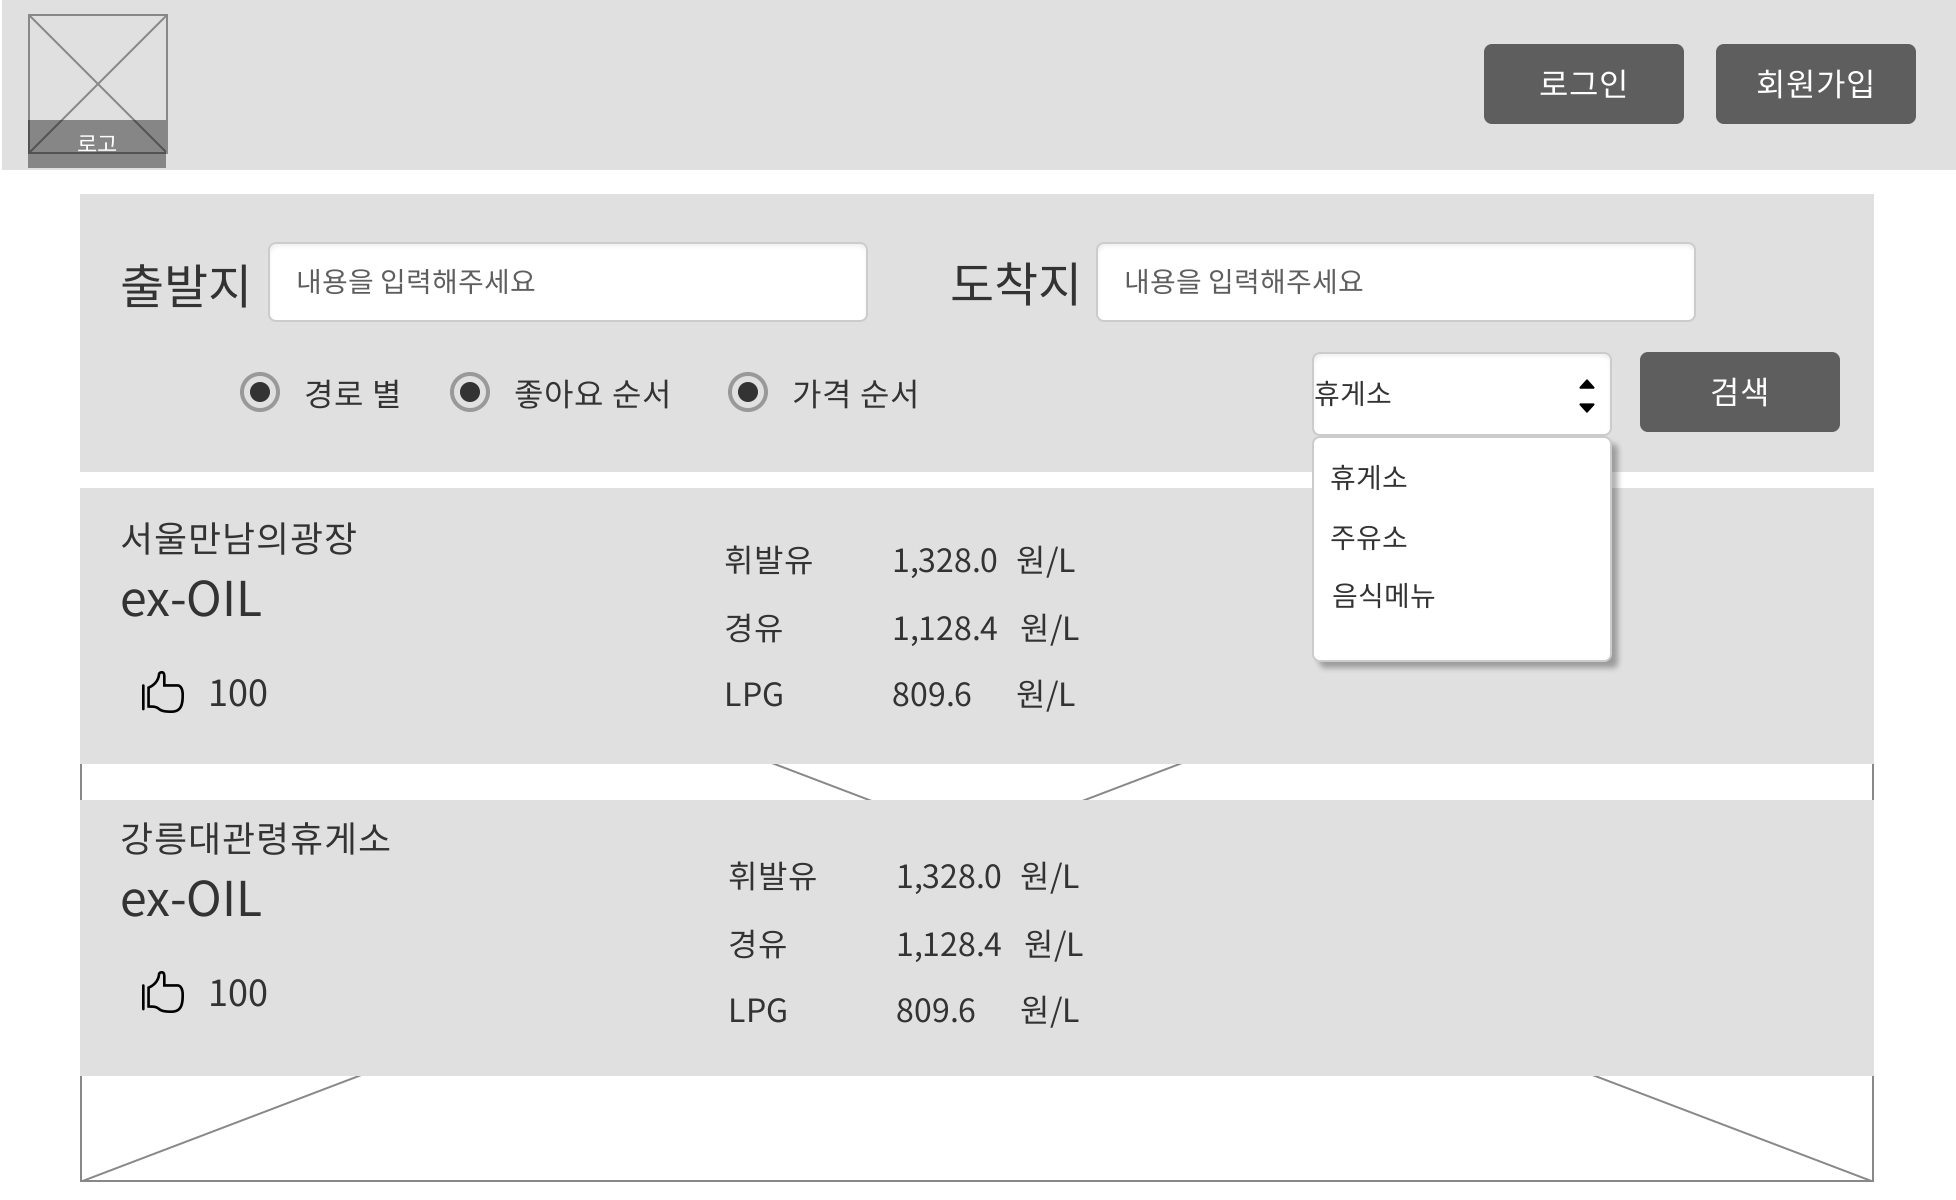 로고
로그인
회원가입
출발지
내용을 입력해주세요
도착지
내용을 입력해주세요
경로 별
좋아요 순서
가격 순서
휴게소
검색
휴게소
주유소
음식메뉴
서울만남의광장
ex-OIL
100
휘발유 1,328.0 원/L
경유 1,128.4 원/L
LPG 809.6 원/L
강릉대관령휴게소
ex-OIL
100
휘발유 1,328.0 원/L
경유 1,128.4 원/L
LPG 809.6 원/L